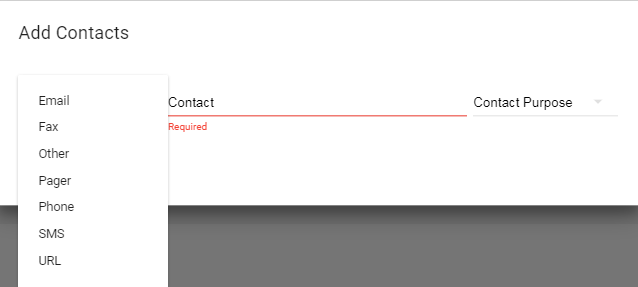 Add Contacts
Email
Contact
Contact Purpose
Fax
Required
Other
Pager
Phone
SMS
URL